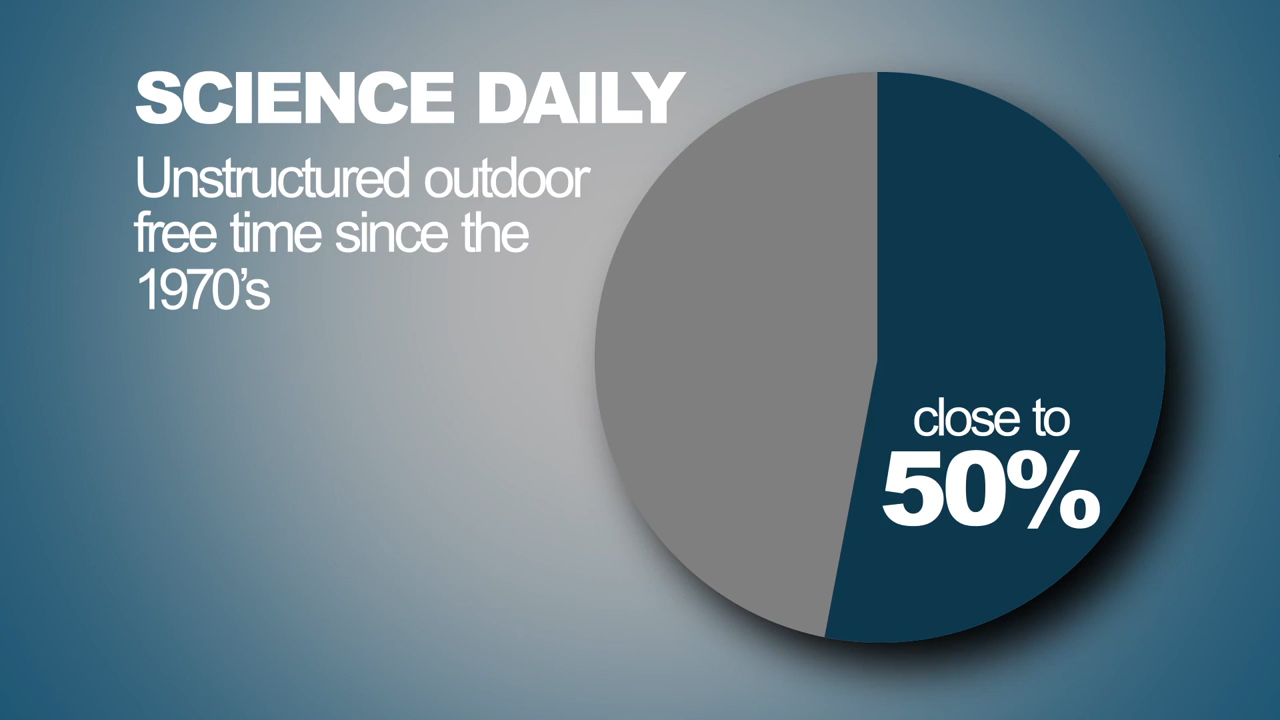 SCIENCE DAILY
Unstructured outdoor
free time since the
1970’s
close to
50%